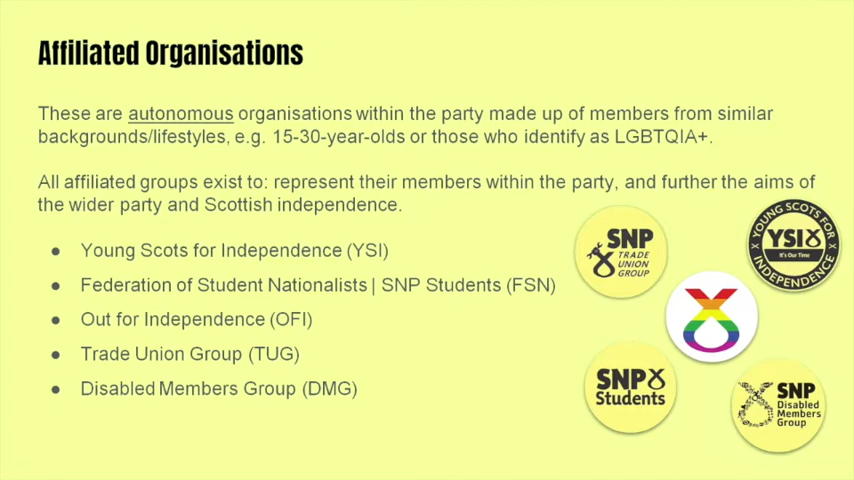 Affiliated Organisations
These are autonomous organisations within the party made up of members from similar
backgrounds/lifestyles, e.g. 15-30-year-olds or those who identify as LGBTQIA+.
All affiliated groups exist to: represent their members within the party, and further the aims of
the wider party and Scottish independence.
● Young Scots for Independence (YSI)
● Federation of Student Nationalists | SNP Students (FSN)
● Out for Independence (OFI)
● Trade Union Group (TUG)
● Disabled Members Group (DMG)
SNP
TRADE
UNION
GROUP
YOUNG SCOTS FOR
YSI
It's Our Time
INDEPENDENCE
SNP
Students
SNP
Disabled
Members
Group